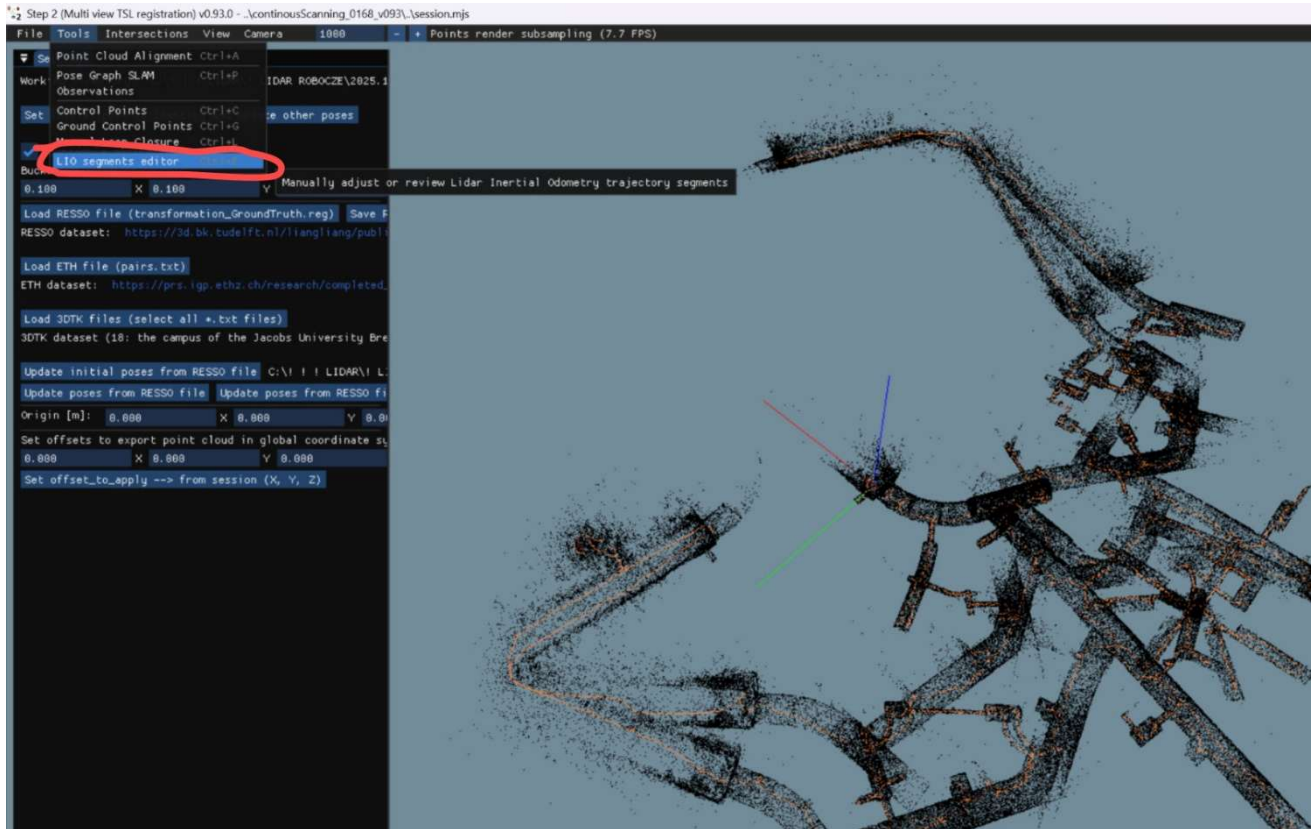 Step 2 (Multi view TSL registration) v0.93.0 - ..\continousScanning_0168_v093\..\session.mjs
File Tools Intersections View Camera 1000 - + Points render subsampling (7.7 FPS)
Se
Point Cloud Alignment Ctrl+A
Work
Pose Graph SLAM Ctrl+P
IDAR ROBOCZE\2025.1
Observations
Set
Control Points Ctrl+C
te other poses
Ground Control Points Ctrl+G
Closure Ctrl+L
LIO segments editor
Manually adjust or review Lidar Inertial Odometry trajectory segments
0.100 X 0.100 Y
Load RESSO file (transformation_GroundTruth.reg) Save R
RESSO dataset: https://3d.bk.tudelft.nl/liangliang/publi
Load ETH file (pairs.txt)
ETH dataset: https://prs.igp.ethz.ch/research/completed_
Load 3DTK files (select all *.txt files)
3DTK dataset (18: the campus of the Jacobs University Bre
Update initial poses from RESSO file C:\! ! ! LIDAR\! L
Update poses from RESSO file Update poses from RESSO fi
Origin [m]: 0.000 X 0.000 Y 0.0
Set offsets to export point cloud in global coordinate sy
0.000 X 0.000 Y 0.000
Set offset_to_apply --> from session (X, Y, Z)